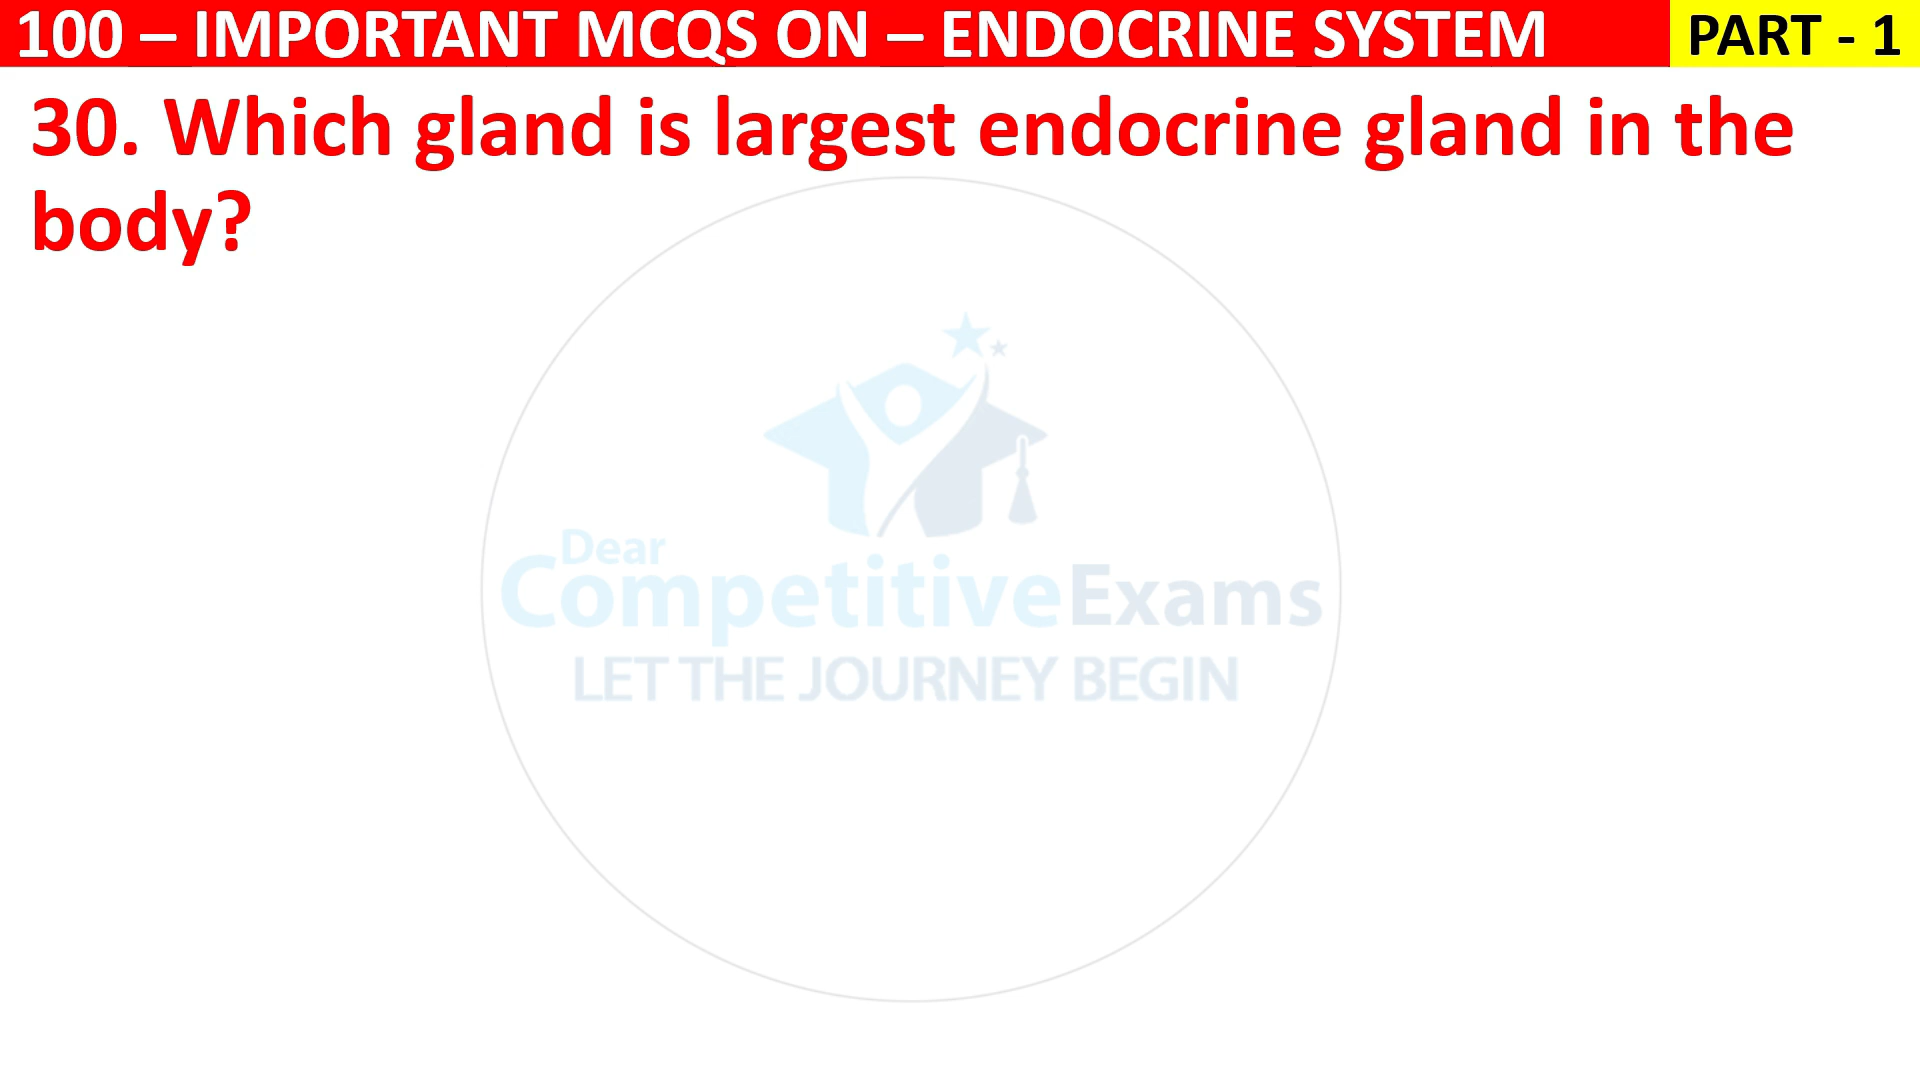 100 – IMPORTANT MCQS ON – ENDOCRINE SYSTEM
PART - 1
30. Which gland is largest endocrine gland in the
body?
Dear
CompetitiveExams
LET THE JOURNEY BEGIN